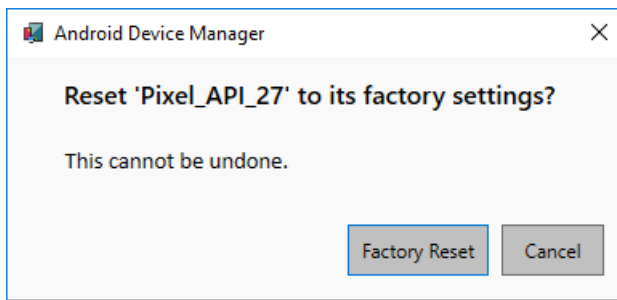 Android Device Manager
Reset 'Pixel_API_27' to its factory settings?
This cannot be undone.
Factory Reset Cancel